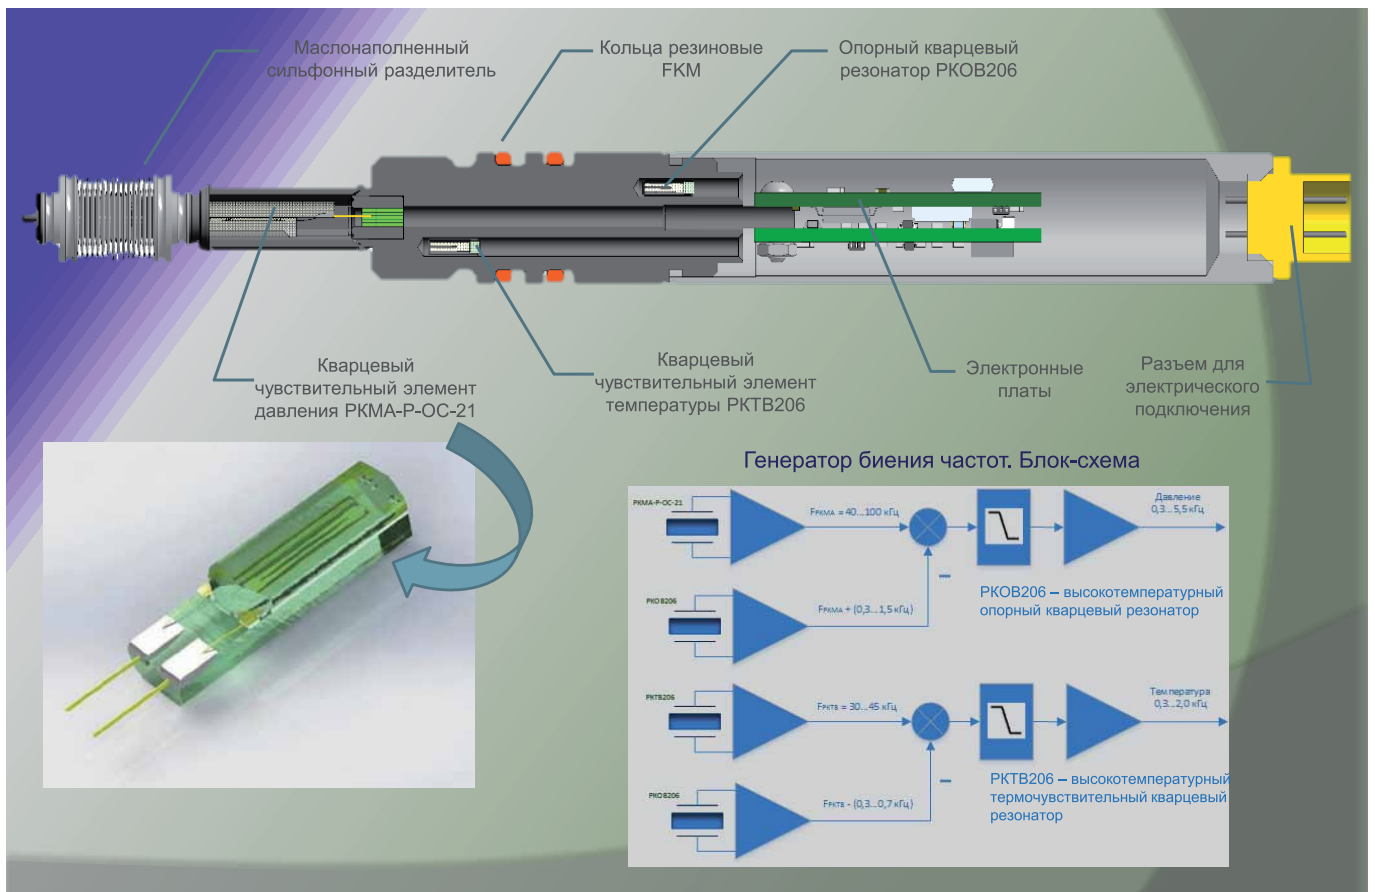 Маслонаполненный
сильфонный разделитель
Кольца резиновые
FKM
Опорный кварцевый
резонатор РКОВ206
Кварцевый
чувствительный элемент
давления РКМА-Р-ОС-21
Кварцевый
чувствительный элемент
температуры РКТВ206
Электронные
платы
Разъем для
электрического
подключения
Генератор биения частот. Блок-схема
РКМА-Р-ОС-21
FРКМА = 40...100 кГц
Давление
0,3...5,5 кГц
–
РКОВ206 – высокотемпературный
опорный кварцевый резонатор
РКОВ206
FРКМА + (0,3...1,5 кГц)
РКТВ206
FРКТВ = 30...45 кГц
Температура
0,3...2,0 кГц
–
РКТВ206 – высокотемпературный
термочувствительный кварцевый
резонатор
РКОВ206
FРКТВ - (0,3...0,7 кГц)